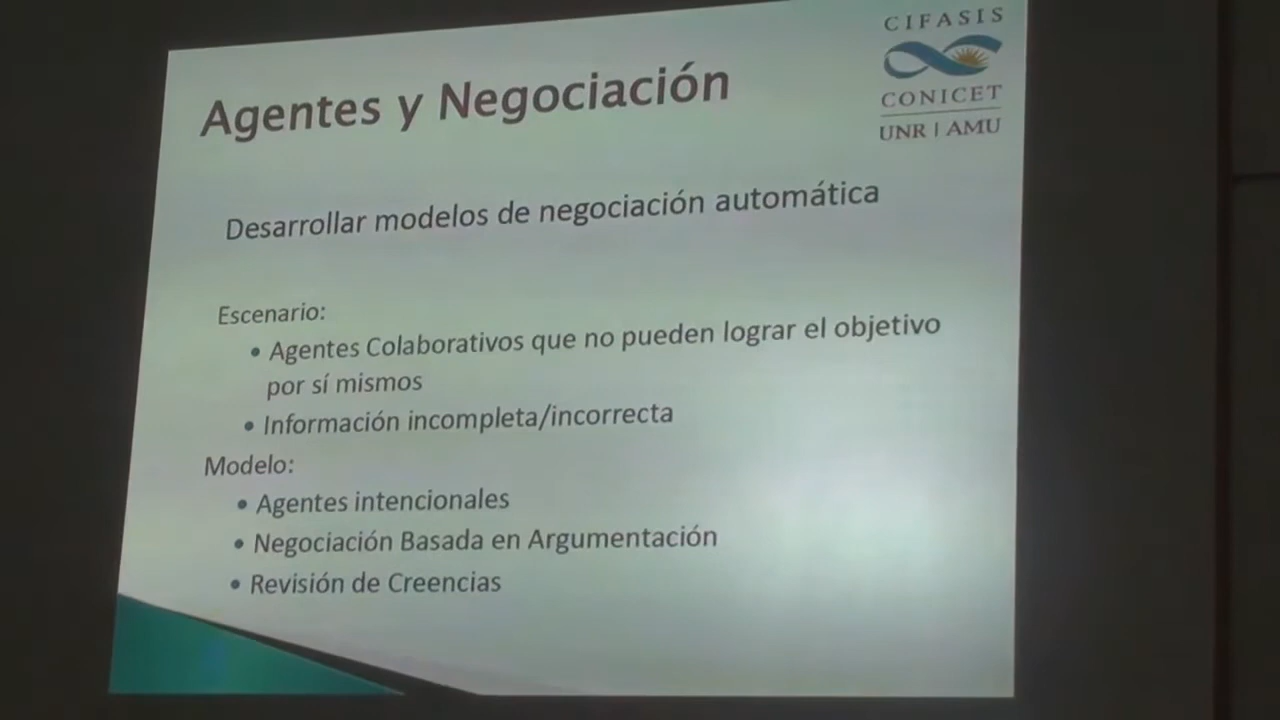 CIFASIS
CONICET
UNR | AMU
Agentes y Negociación
Desarrollar modelos de negociación automática
Escenario:
• Agentes Colaborativos que no pueden lograr el objetivo
por sí mismos
• Información incompleta/incorrecta
Modelo:
• Agentes intencionales
• Negociación Basada en Argumentación
• Revisión de Creencias